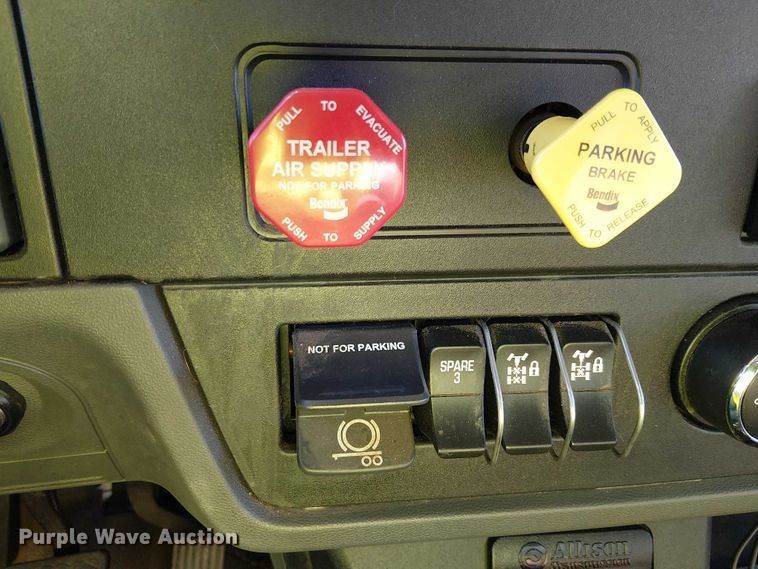 PULL TO EVACUATE
TRAILER
AIR SUPPLY
NOT FOR PARKING
Bendix
PUSH TO SUPPLY
PULL TO APPLY
PARKING
BRAKE
Bendix
PUSH TO RELEASE
NOT FOR PARKING
SPARE
3
Purple Wave Auction
Allison
Transmission